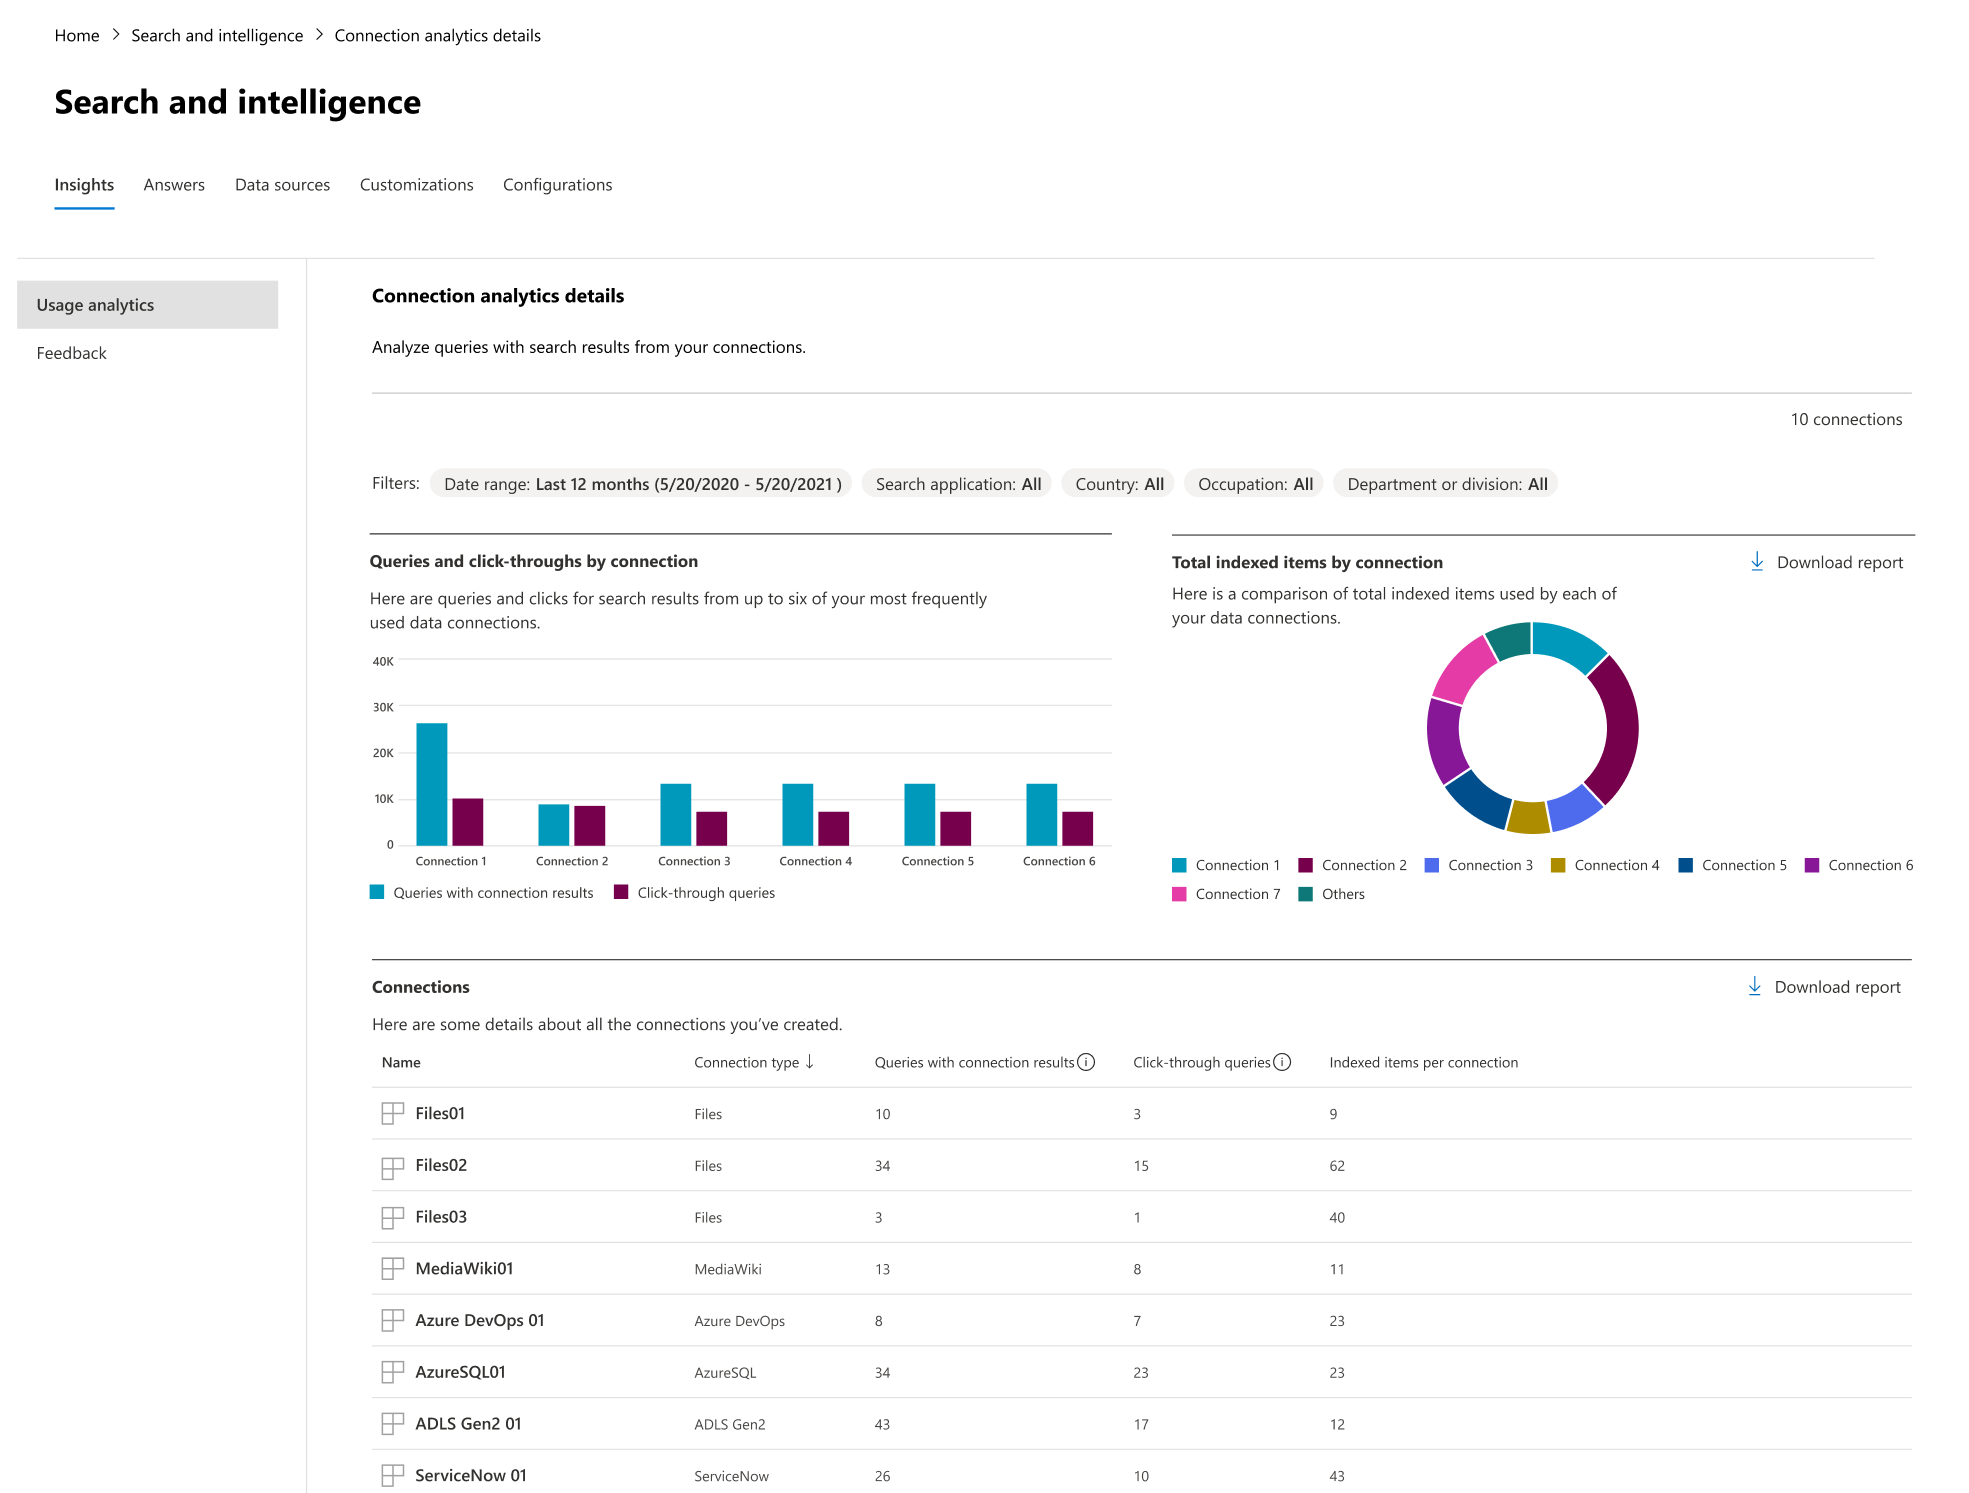 Home > Search and intelligence > Connection analytics details
Search and intelligence
Insights Answers Data sources Customizations Configurations
Usage analytics
Feedback
Connection analytics details
Analyze queries with search results from your connections.
10 connections
Filters: Date range: Last 12 months (5/20/2020 - 5/20/2021 ) Search application: All Country: All Occupation: All Department or division: All
Queries and click-throughs by connection
Here are queries and clicks for search results from up to six of your most frequently
used data connections.
40K
30K
20K
10K
0
Connection 1 Connection 2 Connection 3 Connection 4 Connection 5 Connection 6
Queries with connection results Click-through queries
Total indexed items by connection
Download report
Here is a comparison of total indexed items used by each of
your data connections.
Connection 1 Connection 2 Connection 3 Connection 4 Connection 5 Connection 6
Connection 7 Others
Connections
Download report
Here are some details about all the connections you’ve created.
Name Connection type ↓ Queries with connection results Click-through queries Indexed items per connection
Files01 Files 10 3 9
Files02 Files 34 15 62
Files03 Files 3 1 40
MediaWiki01 MediaWiki 13 8 11
Azure DevOps 01 Azure DevOps 8 7 23
AzureSQL01 AzureSQL 34 23 23
ADLS Gen2 01 ADLS Gen2 43 17 12
ServiceNow 01 ServiceNow 26 10 43